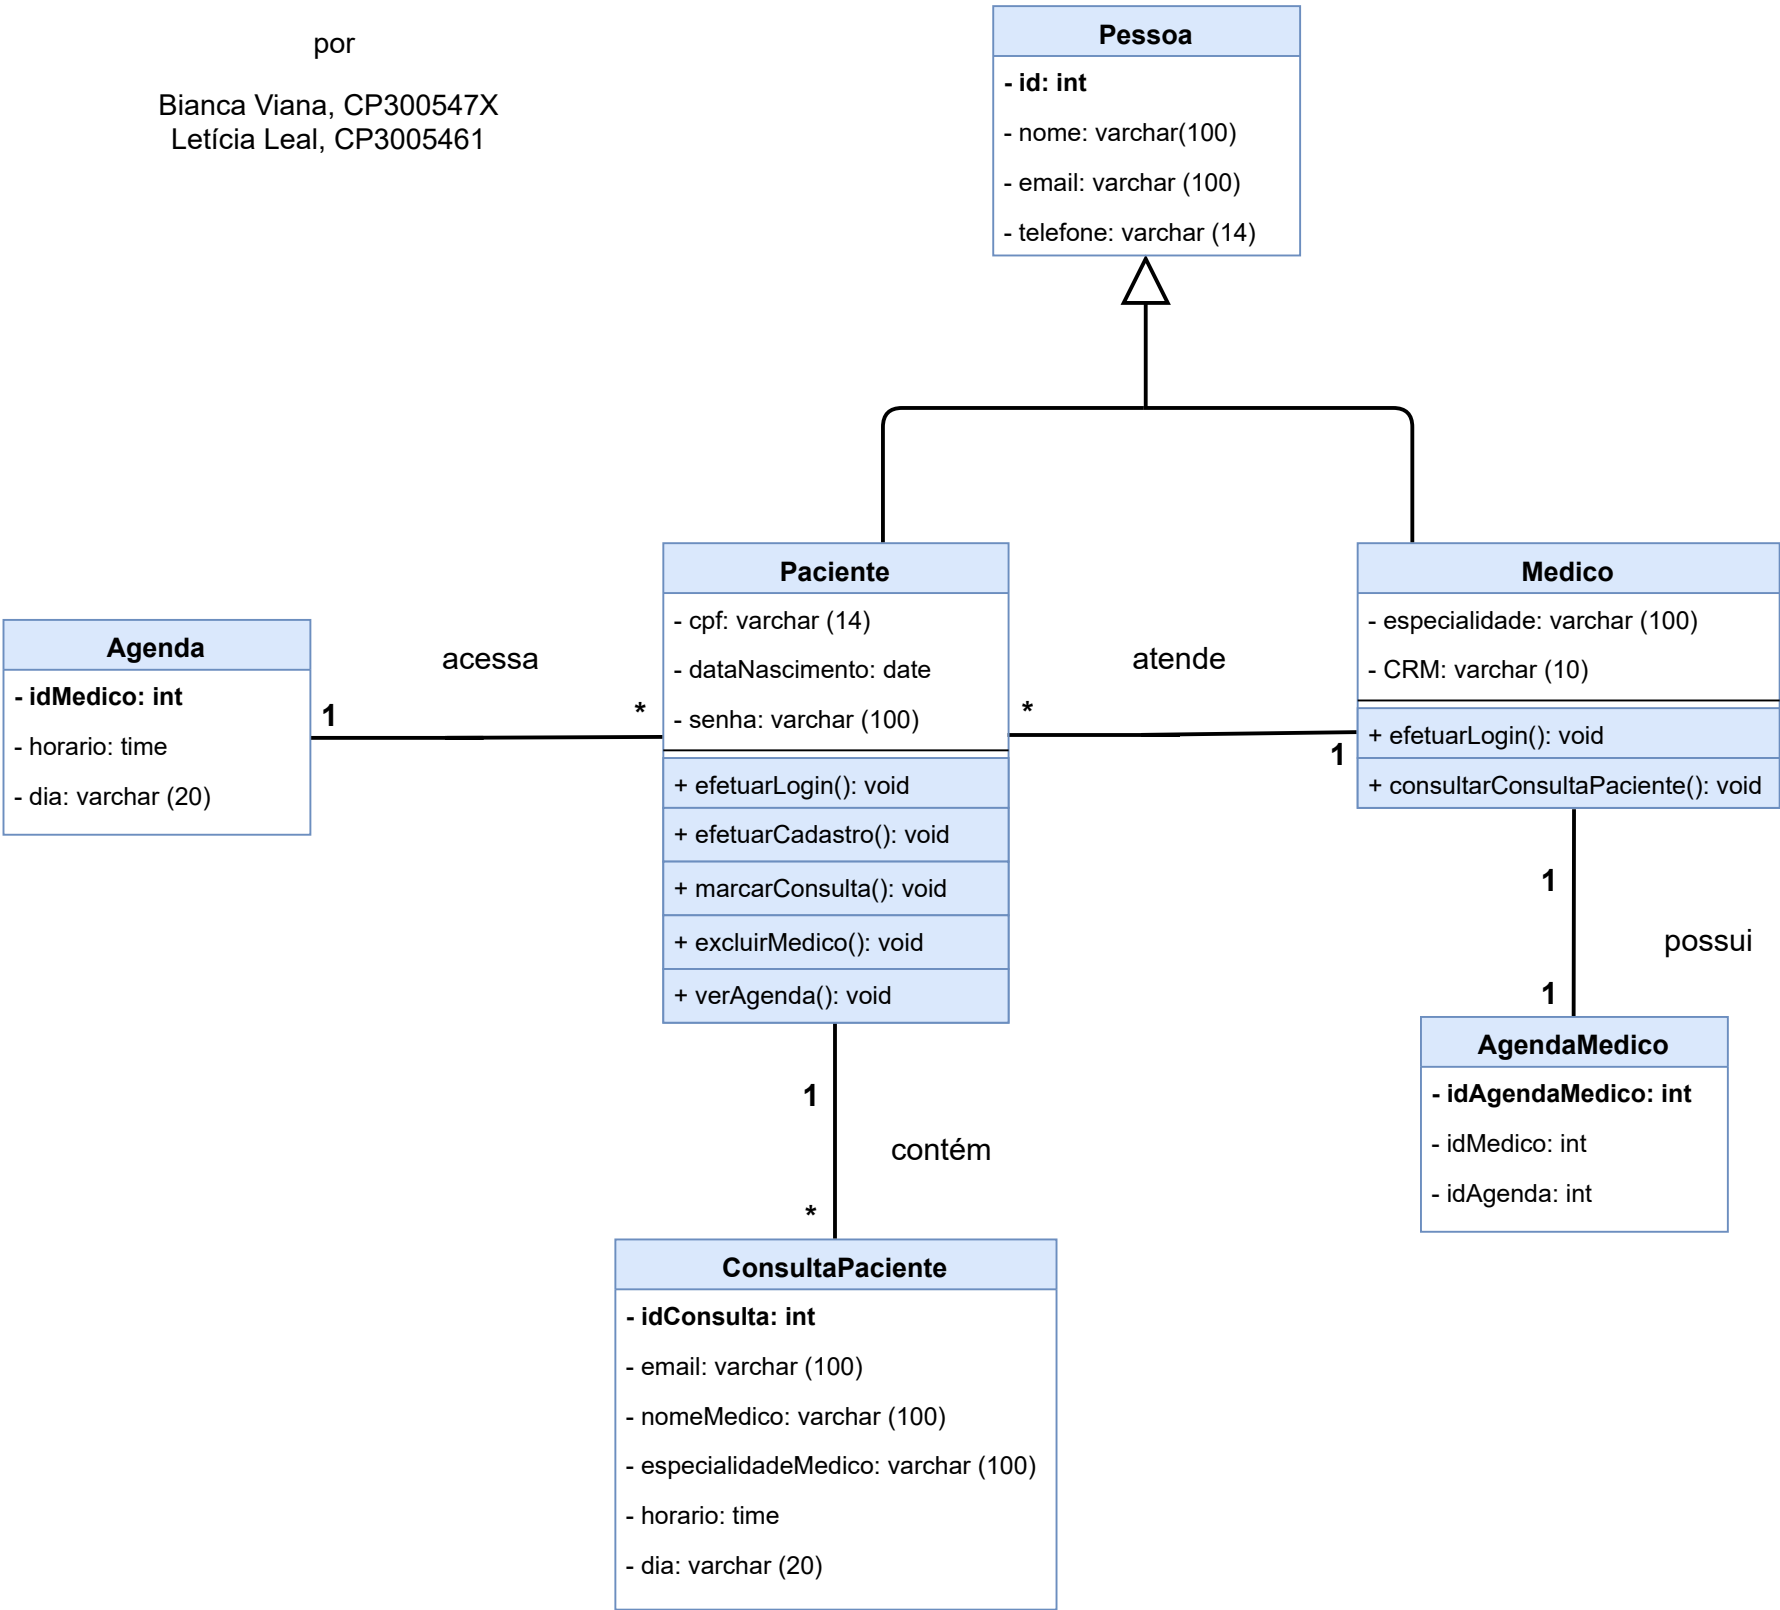 por
Bianca Viana, CP300547X
Letícia Leal, CP3005461
Pessoa
- id: int
- nome: varchar(100)
- email: varchar (100)
- telefone: varchar (14)
Agenda
- idMedico: int
- horario: time
- dia: varchar (20)
acessa
1
*
Paciente
- cpf: varchar (14)
- dataNascimento: date
- senha: varchar (100)
+ efetuarLogin(): void
+ efetuarCadastro(): void
+ marcarConsulta(): void
+ excluirMedico(): void
+ verAgenda(): void
atende
*
1
Medico
- especialidade: varchar (100)
- CRM: varchar (10)
+ efetuarLogin(): void
+ consultarConsultaPaciente(): void
1
possui
1
AgendaMedico
- idAgendaMedico: int
- idMedico: int
- idAgenda: int
1
contém
*
ConsultaPaciente
- idConsulta: int
- email: varchar (100)
- nomeMedico: varchar (100)
- especialidadeMedico: varchar (100)
- horario: time
- dia: varchar (20)